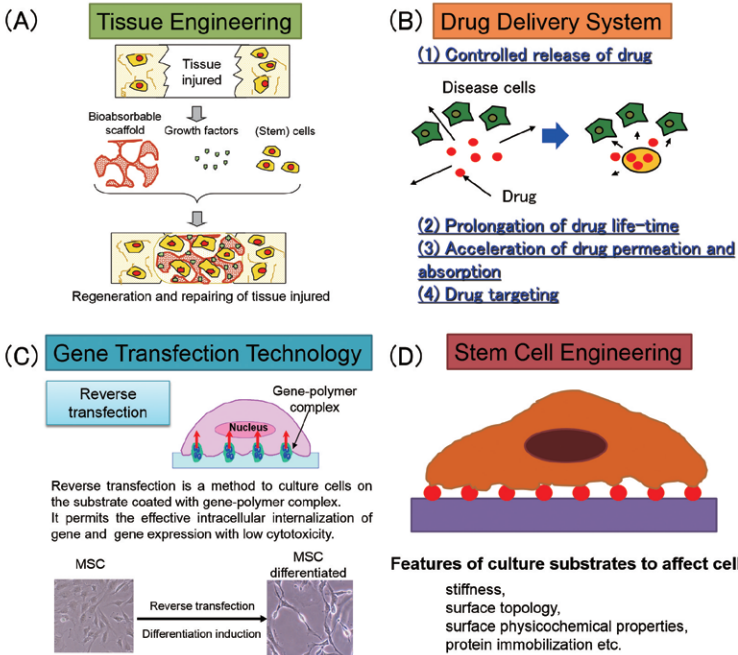 (A) Tissue Engineering
Tissue
injured
Bioabsorbable
scaffold
Growth factors
(Stem) cells
Regeneration and repairing of tissue injured
(B) Drug Delivery System
(1) Controlled release of drug
Disease cells
Drug
(2) Prolongation of drug life-time
(3) Acceleration of drug permeation and
absorption
(4) Drug targeting
(C) Gene Transfection Technology
Reverse
transfection
Gene-polymer
complex
Nucleus
Reverse transfection is a method to culture cells on
the substrate coated with gene-polymer complex.
It permits the effective intracellular internalization of
gene and gene expression with low cytotoxicity.
MSC
MSC
differentiated
Reverse transfection
Differentiation induction
(D) Stem Cell Engineering
Features of culture substrates to affect cel
stiffness,
surface topology,
surface physicochemical properties,
protein immobilization etc.